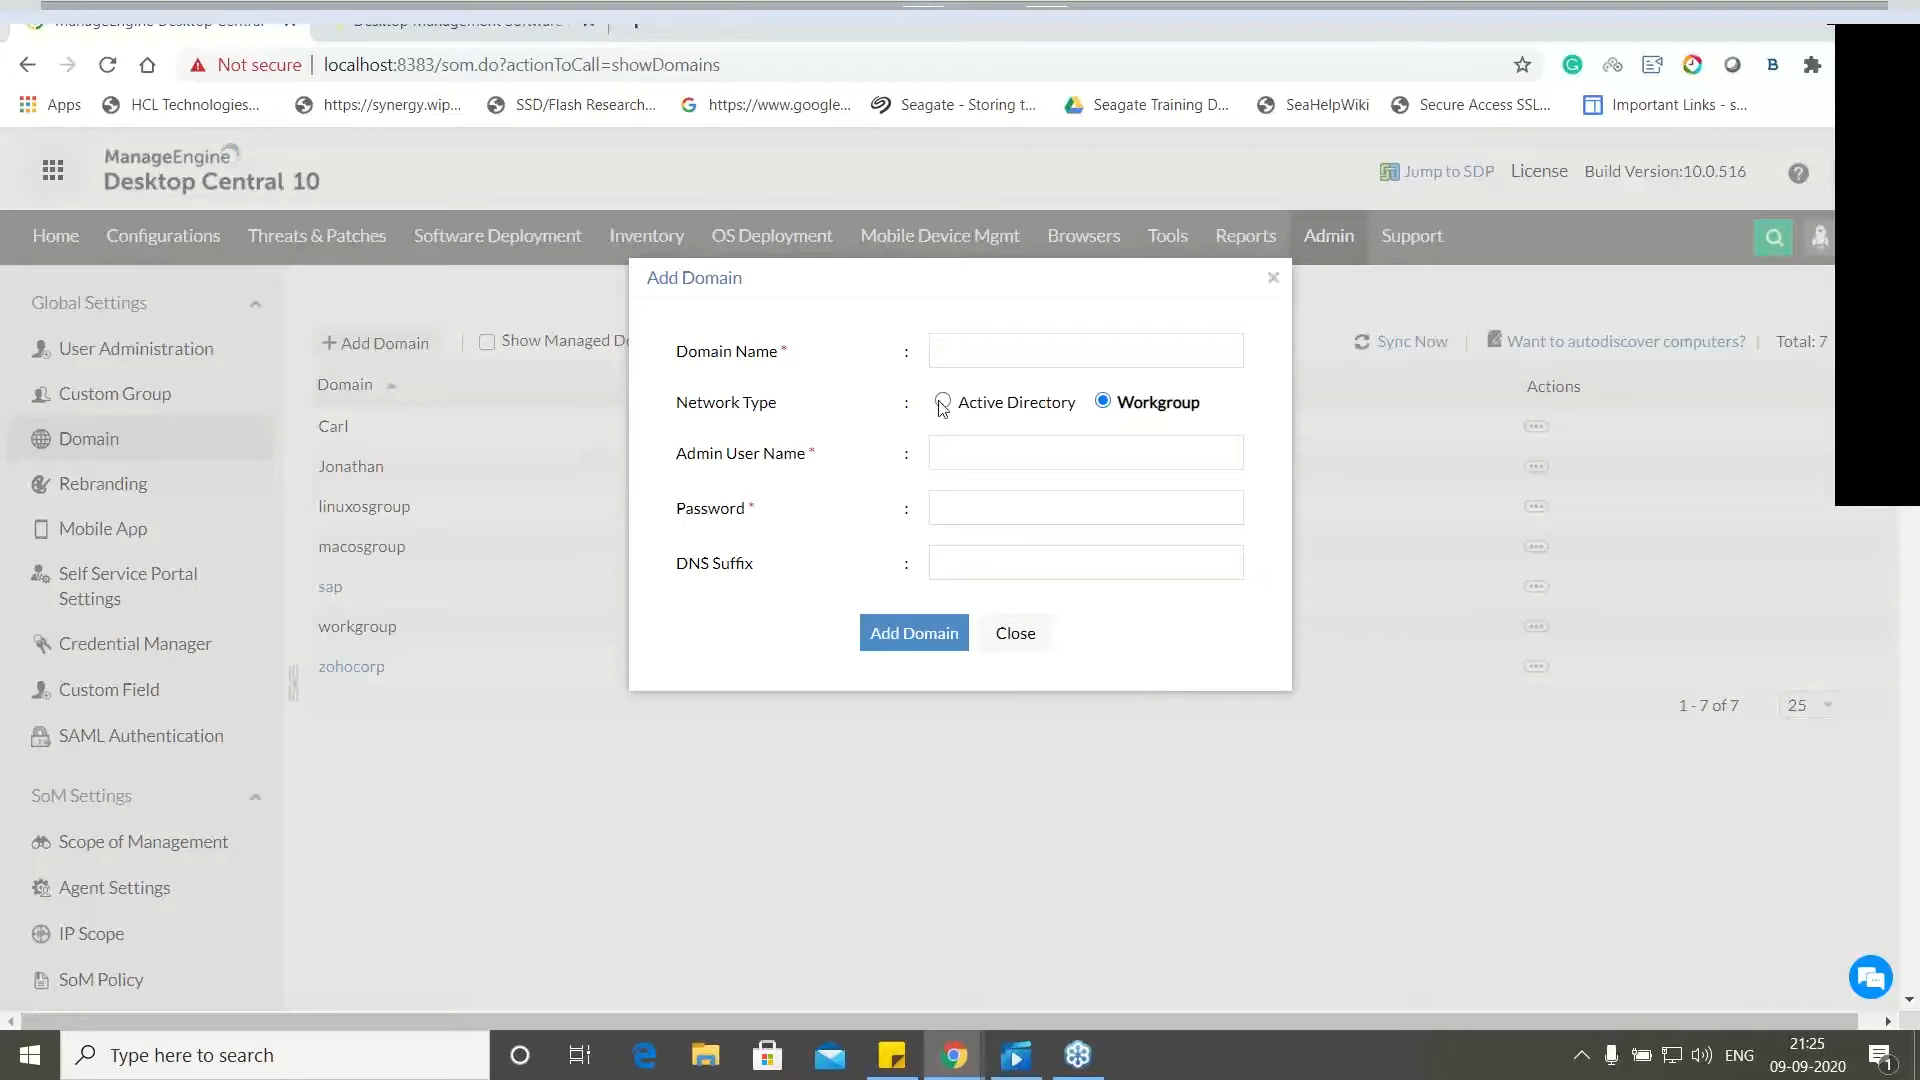 Not secure localhost:8383/som.do?actionToCall=showDomains
Apps HCL Technologies... https://synergy.wip... SSD/Flash Research... https://www.google... Seagate - Storing t... Seagate Training D... SeaHelpWiki Secure Access SSL... Important Links - s...
ManageEngine
Desktop Central 10
Jump to SDP License Build Version:10.0.516
Home Configurations Threats & Patches Software Deployment Inventory OS Deployment Mobile Device Mgmt Browsers Tools Reports Admin Support
Global Settings
User Administration
Custom Group
Domain
Rebranding
Mobile App
Self Service Portal
Settings
Credential Manager
Custom Field
SAML Authentication
SoM Settings
Scope of Management
Agent Settings
IP Scope
SoM Policy
+ Add Domain Show Managed Do
Sync Now Want to autodiscover computers? Total: 7
Domain Actions
Carl
Jonathan
linuxosgroup
macosgroup
sap
workgroup
zohocorp
1 - 7 of 7 25
Add Domain
Domain Name * :
Network Type : Active Directory Workgroup
Admin User Name * :
Password * :
DNS Suffix :
Add Domain Close
Type here to search
ENG 21:25
09-09-2020
1